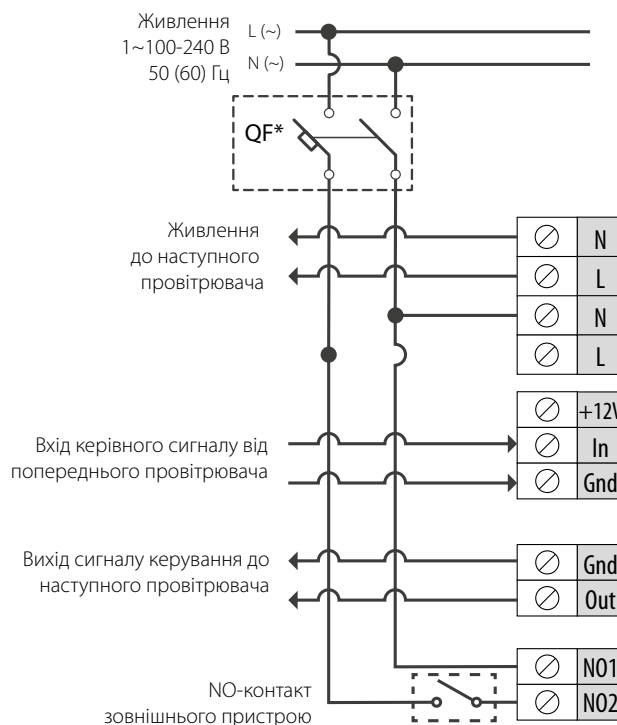 Живлення
1~100-240 В
50 (60) Гц
L (~)
N (~)
QF*
Живлення
до наступного
провітрювача
N
L
N
L
+12V
Вхід керівного сигналу від
попереднього провітрювача
In
Gnd
Вихід сигналу керування до
наступного провітрювача
Gnd
Out
NO-контакт
зовнішнього пристрою
NO1
NO2